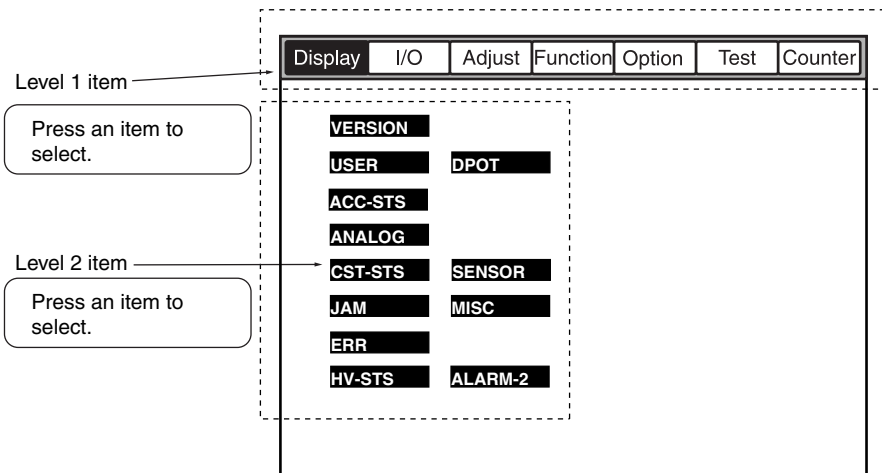 Display I/O Adjust Function Option Test Counter
Level 1 item
Press an item to
select.
VERSION
USER DPOT
ACC-STS
ANALOG
Level 2 item
CST-STS SENSOR
Press an item to
select.
JAM MISC
ERR
HV-STS ALARM-2